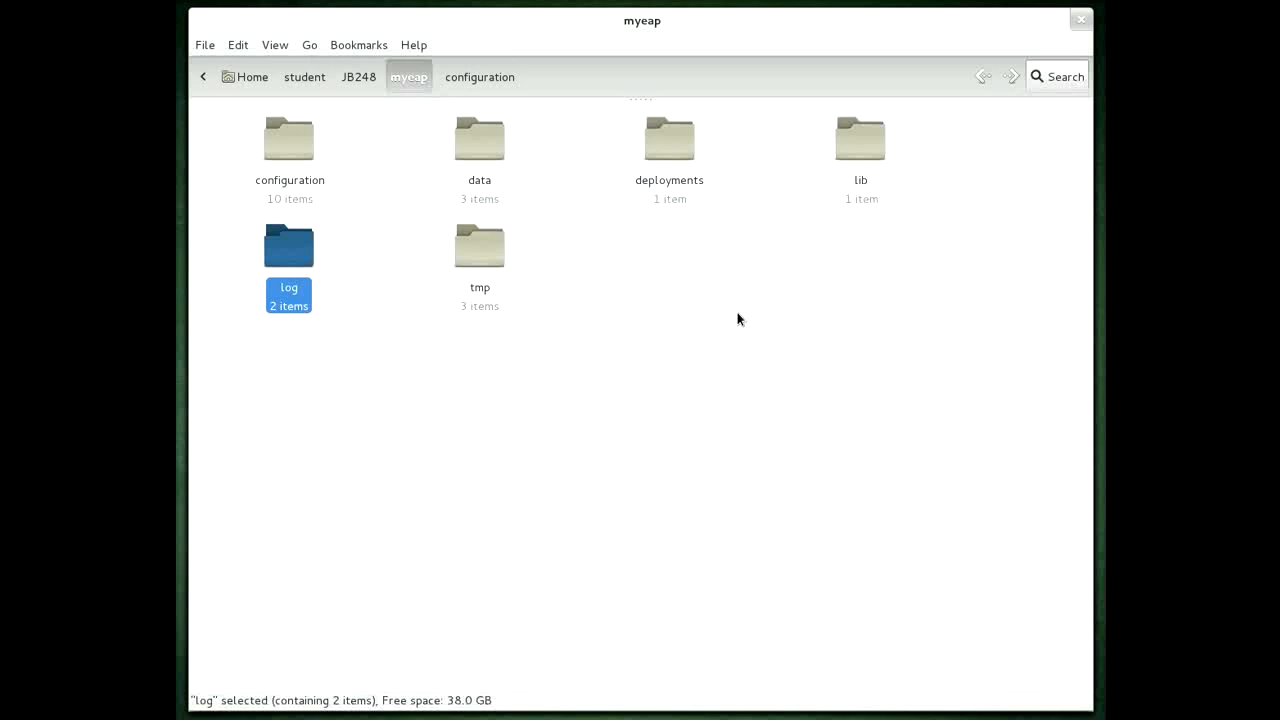 myeap
File Edit View Go Bookmarks Help
Home student JB248 myeap configuration Search
configuration data deployments lib
10 items 3 items 1 item 1 item
log tmp
2 items 3 items
"log" selected (containing 2 items), Free space: 38.0 GB